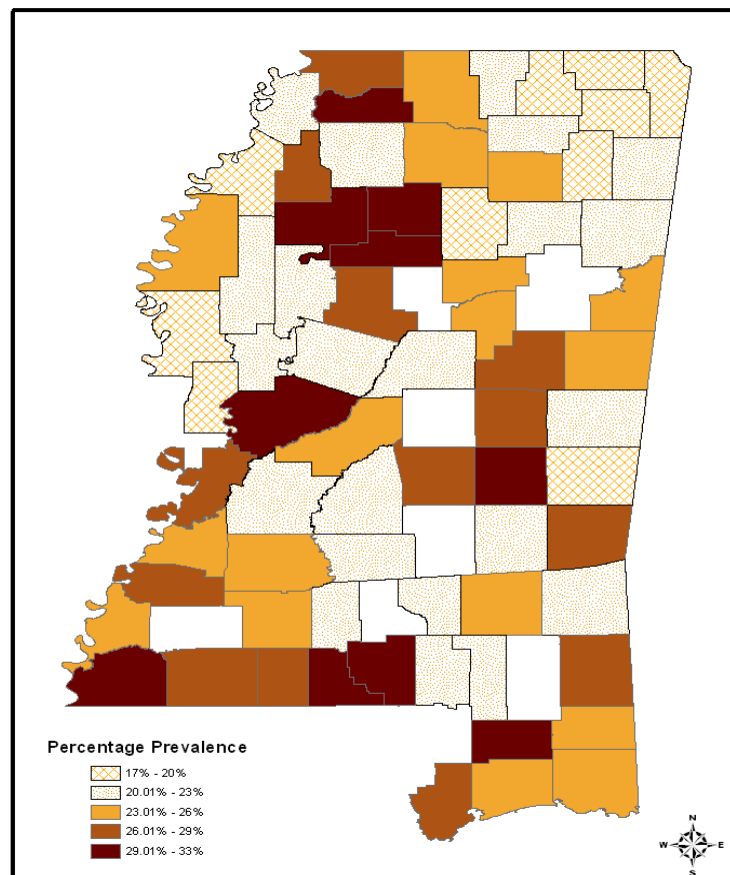 Percentage Prevalence
17% - 20%
20.01% - 23%
23.01% - 26%
26.01% - 29%
29.01% - 33%
N
W E
S